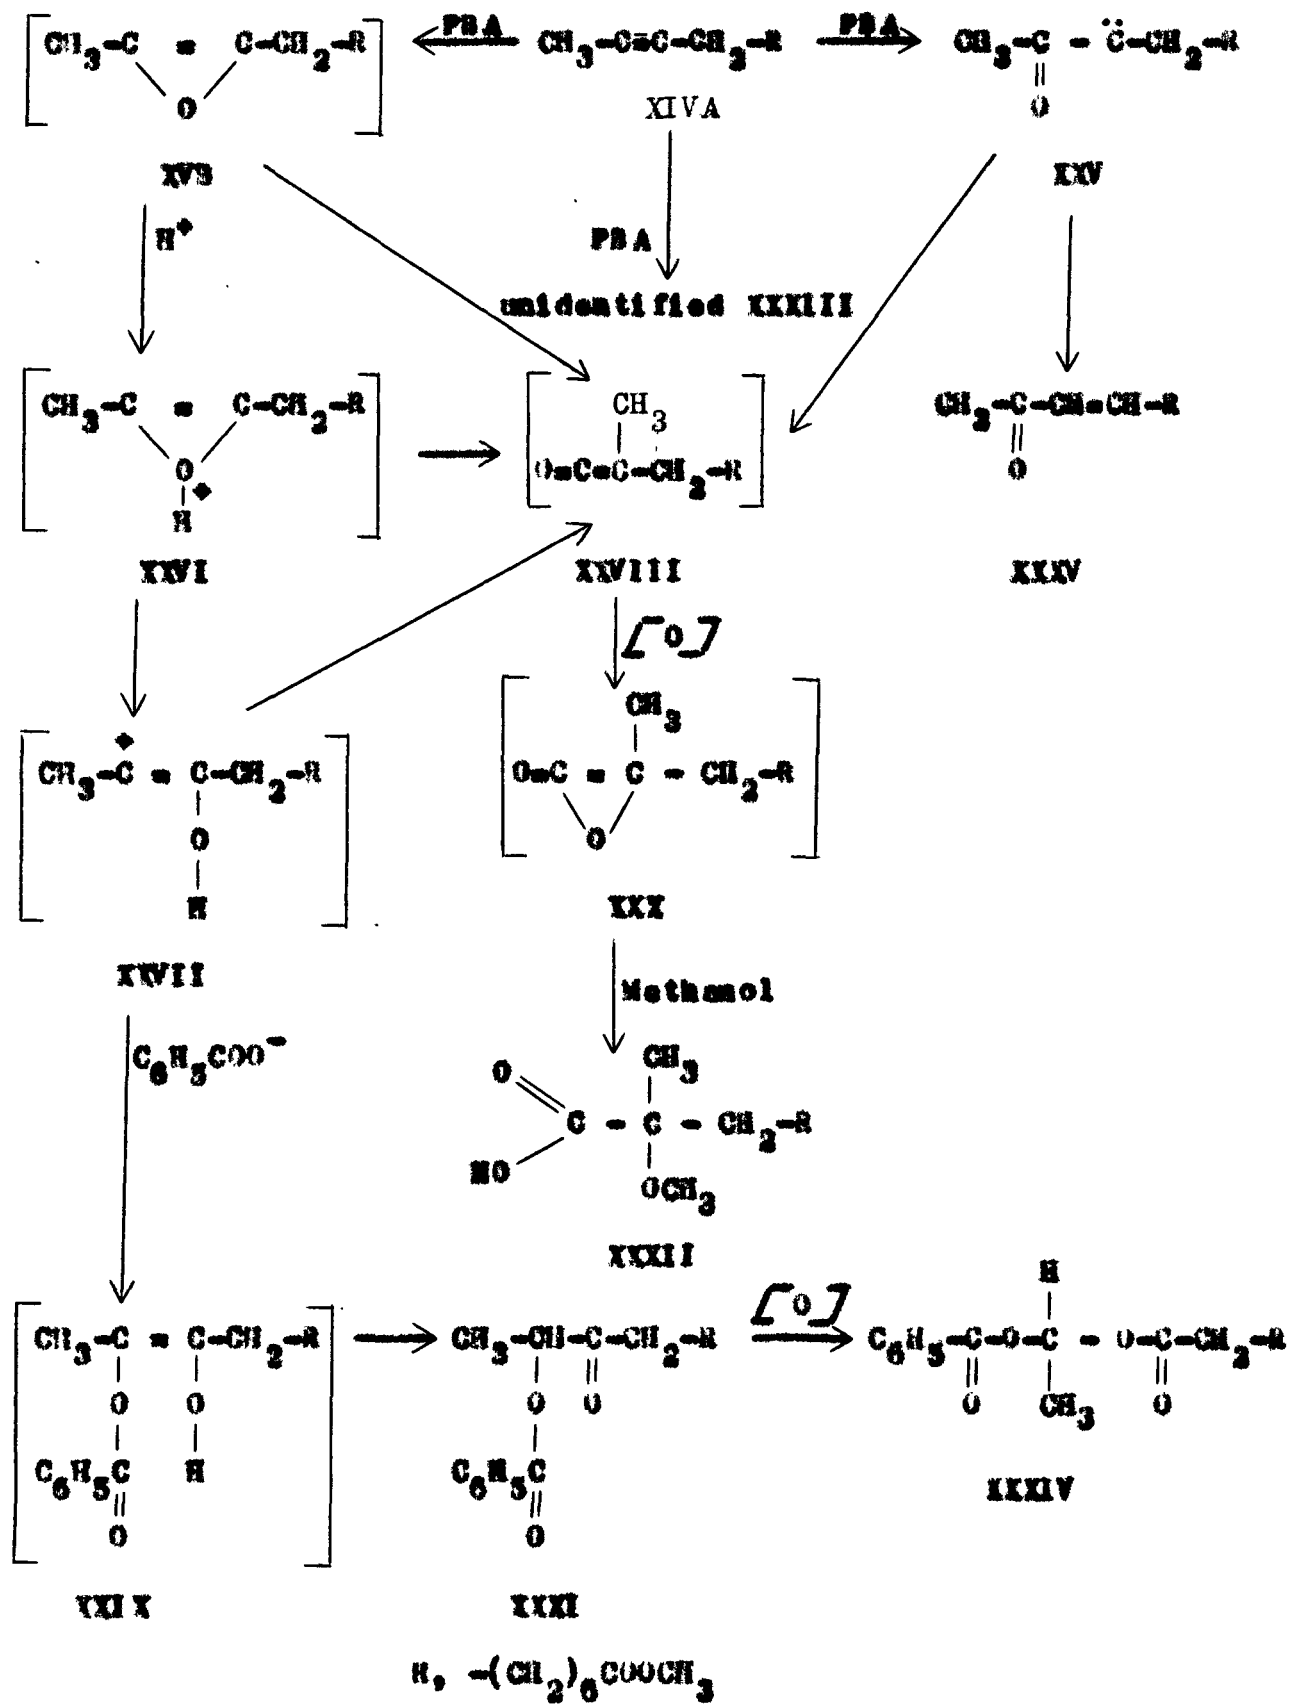 CH3-C = C-CH2-R PBA CH3-C≡C-CH2-R PBA CH3-C - C̈-CH2-R
O XIVA O
XVB XXV
H+ PBA
unidentified XXXIII
CH3-C = C-CH2-R CH3 CH3-C-CH=CH-R
O O=C=C-CH2-R O
+
H
XXVI XXVIII XXXV
[O]
+ CH3
CH3-C = C-CH2-R O=C = C - CH2-R
O O
H XXX
XXVII Methanol
C6H5COO- CH3
O
C - C - CH2-R
HO OCH3
XXXII
[O] H
CH3-C = C-CH2-R CH3-CH-C-CH2-R C6H5-C-O-C - O-C-CH2-R
O O O O O CH3 O
C6H5C H C6H5C
O O XXXIV
XXIX XXXI
R, -(CH2)6COOCH3